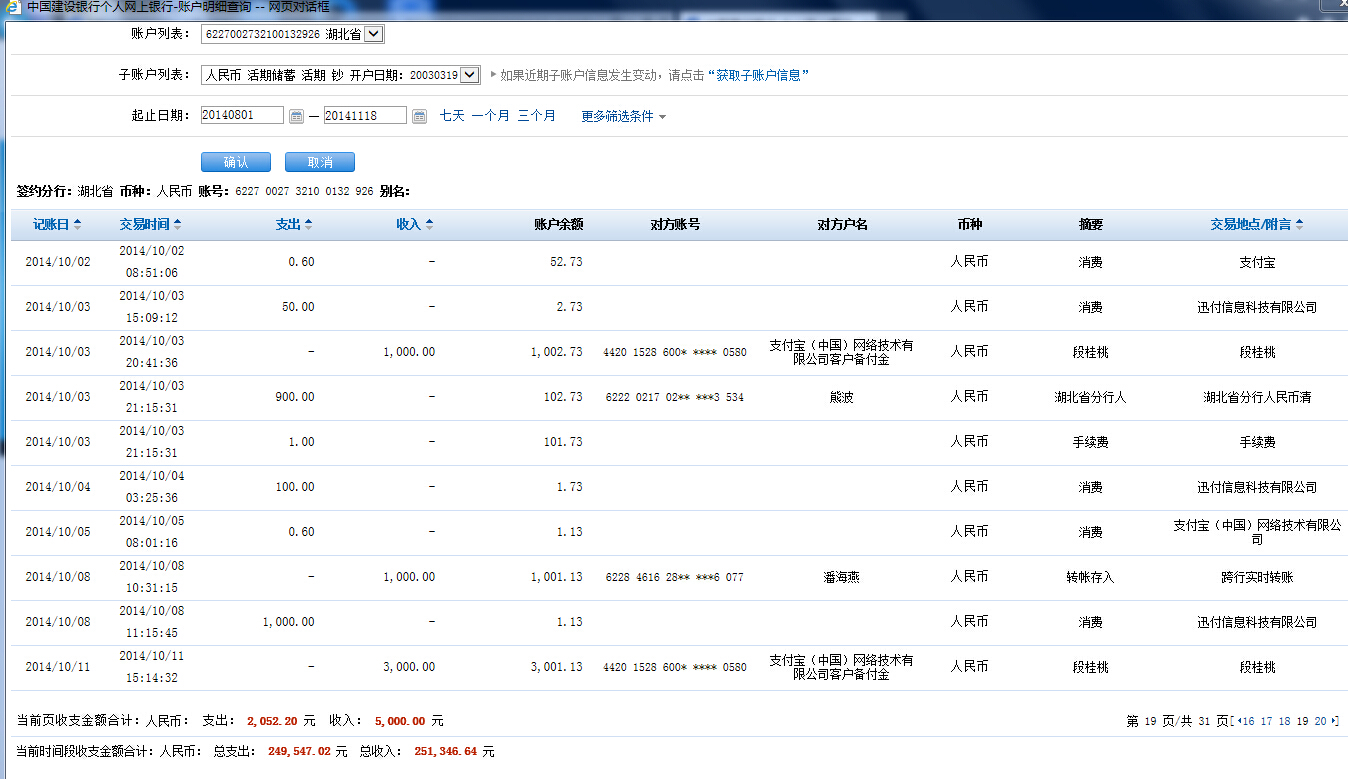 中国建设银行个人网上银行-账户明细查询 -- 网页对话框
账户列表： 6227002732100132926 湖北省
子账户列表： 人民币 活期储蓄 活期 钞 开户日期：20030319 如果近期子账户信息发生变动，请点击“获取子账户信息”
起止日期： 20140801 — 20141118 七天 一个月 三个月 更多筛选条件
确认 取消
签约分行：湖北省 币种：人民币 账号：6227 0027 3210 0132 926 别名：
记账日 交易时间 支出 收入 账户余额 对方账号 对方户名 币种 摘要 交易地点/附言
2014/10/02 2014/10/02 08:51:06 0.60 - 52.73 人民币 消费 支付宝
2014/10/03 2014/10/03 15:09:12 50.00 - 2.73 人民币 消费 迅付信息科技有限公司
2014/10/03 2014/10/03 20:41:36 - 1,000.00 1,002.73 4420 1528 600* **** 0580 支付宝（中国）网络技术有限公司客户备付金 人民币 段桂桃 段桂桃
2014/10/03 2014/10/03 21:15:31 900.00 - 102.73 6222 0217 02** ***3 534 熊波 人民币 湖北省分行人 湖北省分行人民币清
2014/10/03 2014/10/03 21:15:31 1.00 - 101.73 人民币 手续费 手续费
2014/10/04 2014/10/04 03:25:36 100.00 - 1.73 人民币 消费 迅付信息科技有限公司
2014/10/05 2014/10/05 08:01:16 0.60 - 1.13 人民币 消费 支付宝（中国）网络技术有限公司
2014/10/08 2014/10/08 10:31:15 - 1,000.00 1,001.13 6228 4616 28** ***6 077 潘海燕 人民币 转帐存入 跨行实时转账
2014/10/08 2014/10/08 11:15:45 1,000.00 - 1.13 人民币 消费 迅付信息科技有限公司
2014/10/11 2014/10/11 15:14:32 - 3,000.00 3,001.13 4420 1528 600* **** 0580 支付宝（中国）网络技术有限公司客户备付金 人民币 段桂桃 段桂桃
当前页收支金额合计：人民币： 支出： 2,052.20 元 收入： 5,000.00 元 第 19 页/共 31 页[ 16 17 18 19 20 ]
当前时间段收支金额合计：人民币： 总支出： 249,547.02 元 总收入： 251,346.64 元